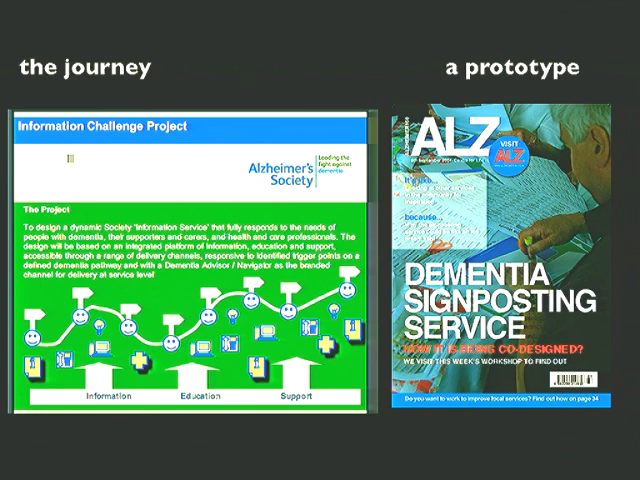 the journey
a prototype
Information Challenge Project
Alzheimer's
Society
Leading the
fight against
dementia
The Project
To design a dynamic Society 'Information Service' that fully responds to the needs of
people with dementia, their supporters and carers, and health and care professionals. The
design will be based on an integrated platform of information, education and support,
accessible through a range of delivery channels, responsive to identified trigger points on a
defined dementia pathway and with a Dementia Advisor / Navigator as the branded
channel for delivery at service level
Information
Education
Support
ALZ
VISIT
ALZ
It's like...
because...
DEMENTIA
SIGNPOSTING
SERVICE
HOW IT IS BEING CO-DESIGNED?
WE VISIT THIS WEEK'S WORKSHOP TO FIND OUT
Do you want to work to improve local services? Find out how on page 34